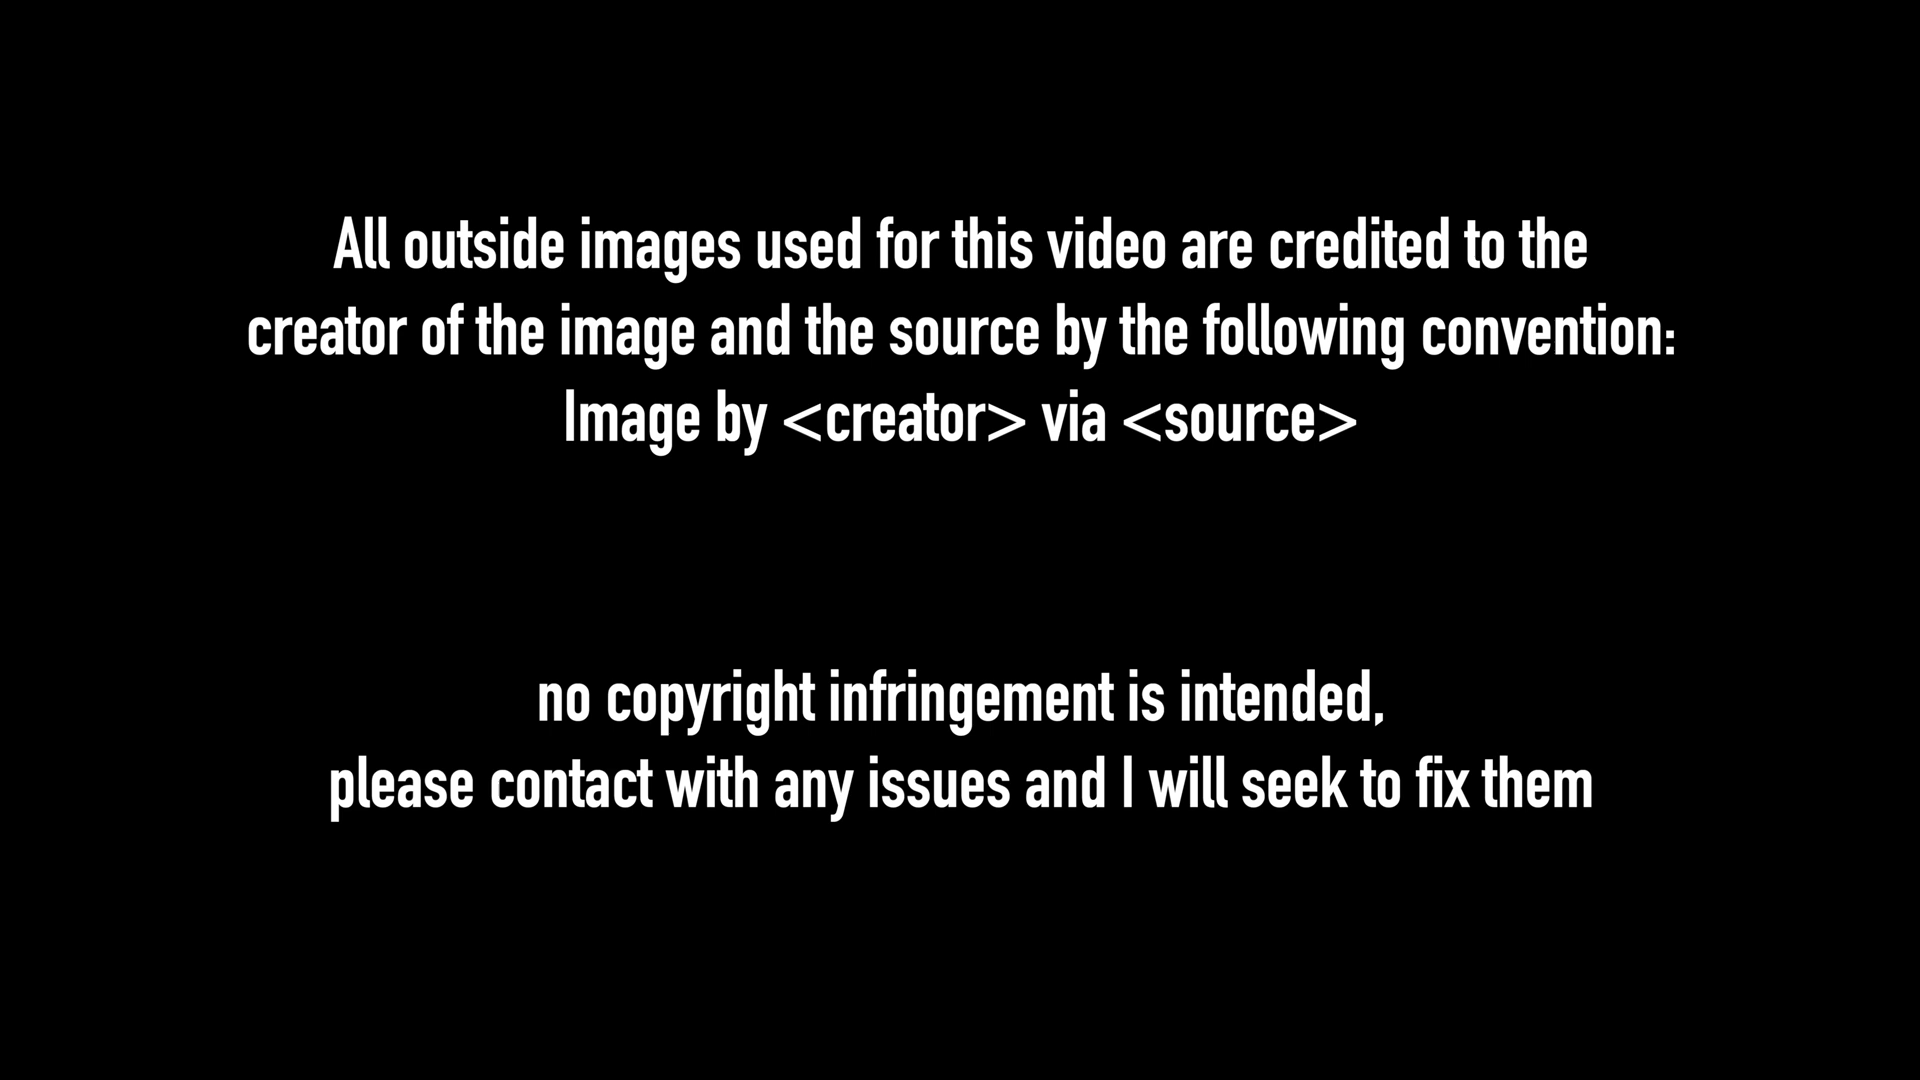 All outside images used for this video are credited to the
creator of the image and the source by the following convention:
Image by <creator> via <source>
no copyright infringement is intended,
please contact with any issues and I will seek to fix them